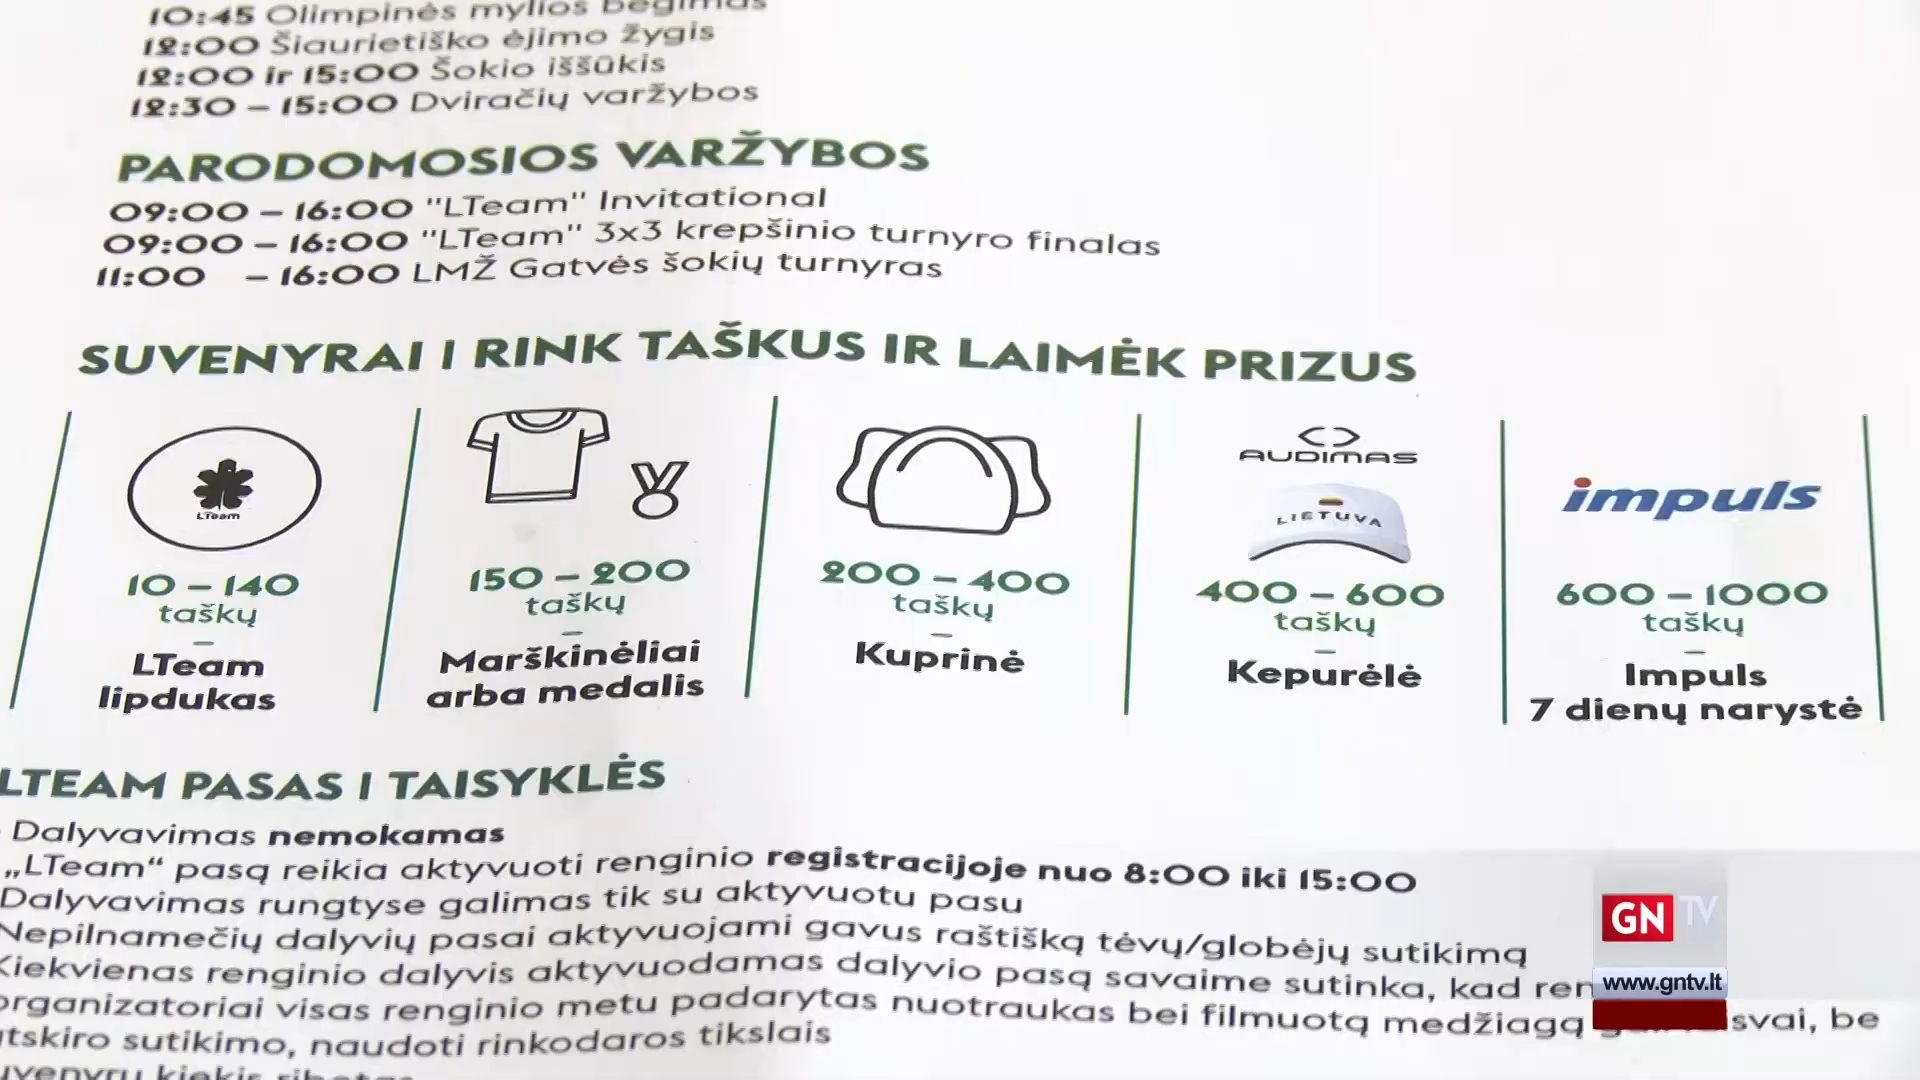 10:45 Olimpinės mylios bėgimas
12:00 Šiaurietiško ėjimo žygis
12:00 ir 15:00 Šokio iššūkis
12:30 – 15:00 Dviračių varžybos
PARODOMOSIOS VARŽYBOS
09:00 – 16:00 "LTeam" Invitational
09:00 – 16:00 "LTeam" 3x3 krepšinio turnyro finalas
11:00 – 16:00 LMŽ Gatvės šokių turnyras
SUVENYRAI I RINK TAŠKUS IR LAIMĖK PRIZUS
LTeam
10 – 140
taškų
–
LTeam
lipdukas
150 – 200
taškų
–
Marškinėliai
arba medalis
200 – 400
taškų
–
Kuprinė
AUDIMAS
LIETUVA
400 – 600
taškų
–
Kepurėlė
impuls
600 – 1000
taškų
–
Impuls
7 dienų narystė
LTEAM PASAS I TAISYKLĖS
Dalyvavimas nemokamas
„LTeam“ pasą reikia aktyvuoti renginio registracijoje nuo 8:00 iki 15:00
Dalyvavimas rungtyse galimas tik su aktyvuotu pasu
Nepilnamečių dalyvių pasai aktyvuojami gavus raštišką tėvų/globėjų sutikimą
Kiekvienas renginio dalyvis aktyvuodamas dalyvio pasą savaime sutinka, kad ren
organizatoriai visas renginio metu padarytas nuotraukas bei filmuotą medžiagą svai, be
atskiro sutikimo, naudoti rinkodaros tikslais
GN TV
www.gntv.lt